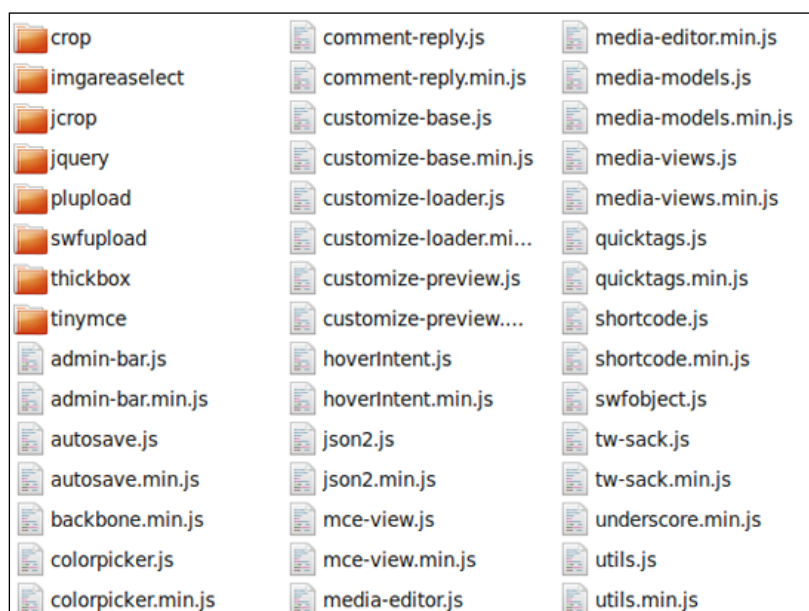 crop
imgareaselect
jcrop
jquery
plupload
swfupload
thickbox
tinymce
admin-bar.js
admin-bar.min.js
autosave.js
autosave.min.js
backbone.min.js
colorpicker.js
colorpicker.min.js
comment-reply.js
comment-reply.min.js
customize-base.js
customize-base.min.js
customize-loader.js
customize-loader.mi...
customize-preview.js
customize-preview....
hoverIntent.js
hoverIntent.min.js
json2.js
json2.min.js
mce-view.js
mce-view.min.js
media-editor.js
media-editor.min.js
media-models.js
media-models.min.js
media-views.js
media-views.min.js
quicktags.js
quicktags.min.js
shortcode.js
shortcode.min.js
swfobject.js
tw-sack.js
tw-sack.min.js
underscore.min.js
utils.js
utils.min.js